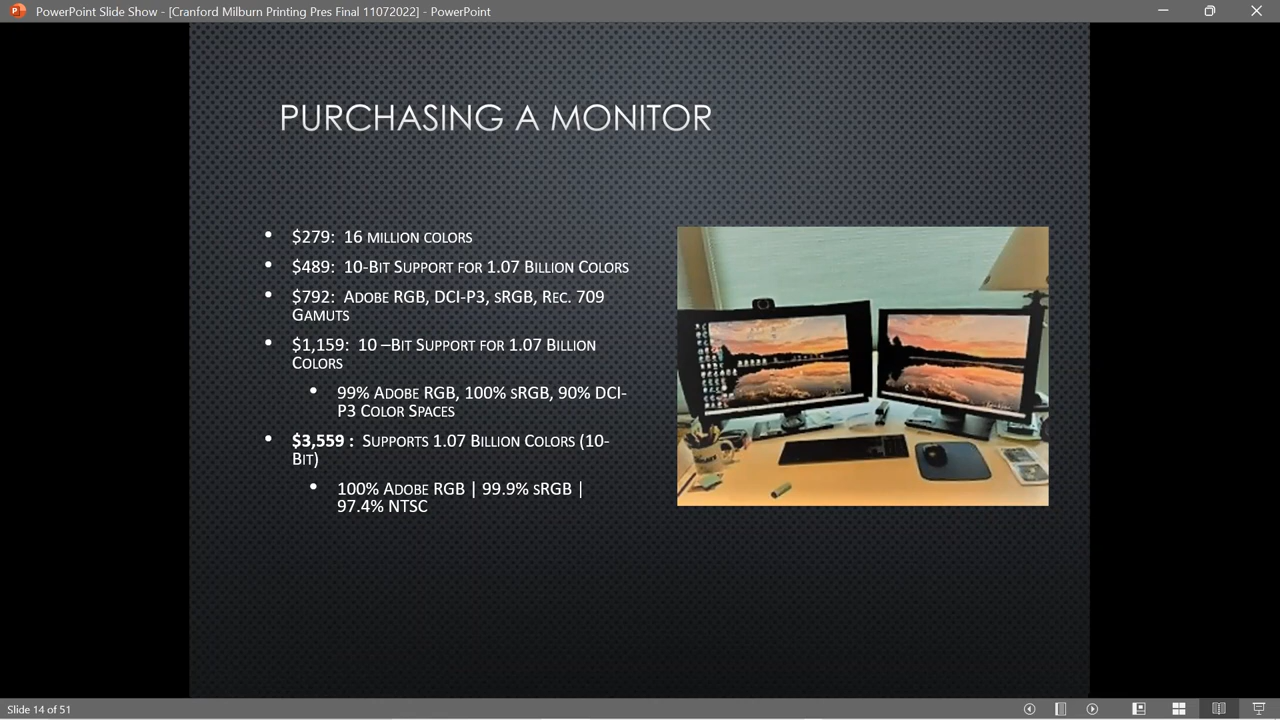 PowerPoint Slide Show - [Cranford Milburn Printing Pres Final 11072022] - PowerPoint
PURCHASING A MONITOR
• $279: 16 MILLION COLORS
• $489: 10-BIT SUPPORT FOR 1.07 BILLION COLORS
• $792: ADOBE RGB, DCI-P3, SRGB, REC. 709
GAMUTS
• $1,159: 10 –BIT SUPPORT FOR 1.07 BILLION
COLORS
• 99% ADOBE RGB, 100% SRGB, 90% DCI-
P3 COLOR SPACES
• $3,559 : SUPPORTS 1.07 BILLION COLORS (10-
BIT)
• 100% ADOBE RGB | 99.9% SRGB |
97.4% NTSC
Slide 14 of 51